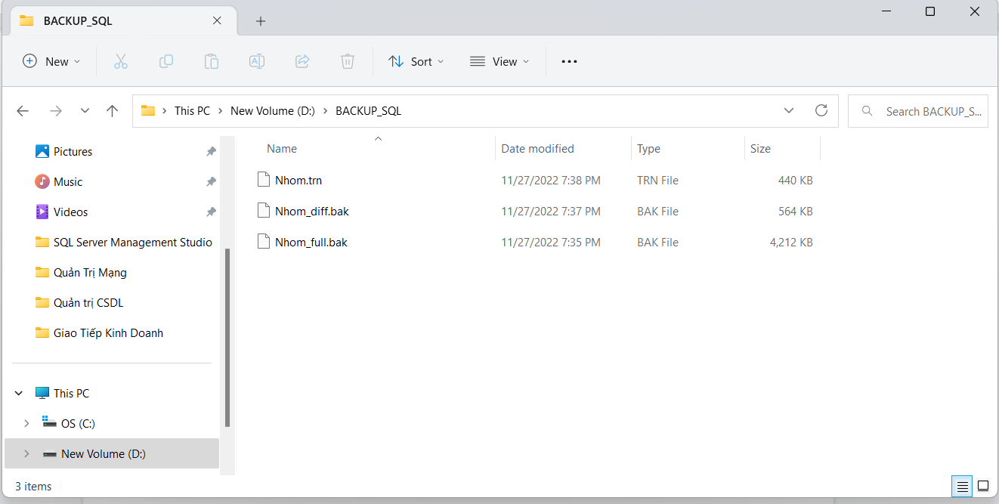 BACKUP_SQL
New
Sort
View
This PC > New Volume (D:) > BACKUP_SQL
Search BACKUP_S...
Name Date modified Type Size
Nhom.trn 11/27/2022 7:38 PM TRN File 440 KB
Nhom_diff.bak 11/27/2022 7:37 PM BAK File 564 KB
Nhom_full.bak 11/27/2022 7:35 PM BAK File 4,212 KB
Pictures
Music
Videos
SQL Server Management Studio
Quản Trị Mạng
Quản trị CSDL
Giao Tiếp Kinh Doanh
This PC
OS (C:)
New Volume (D:)
3 items